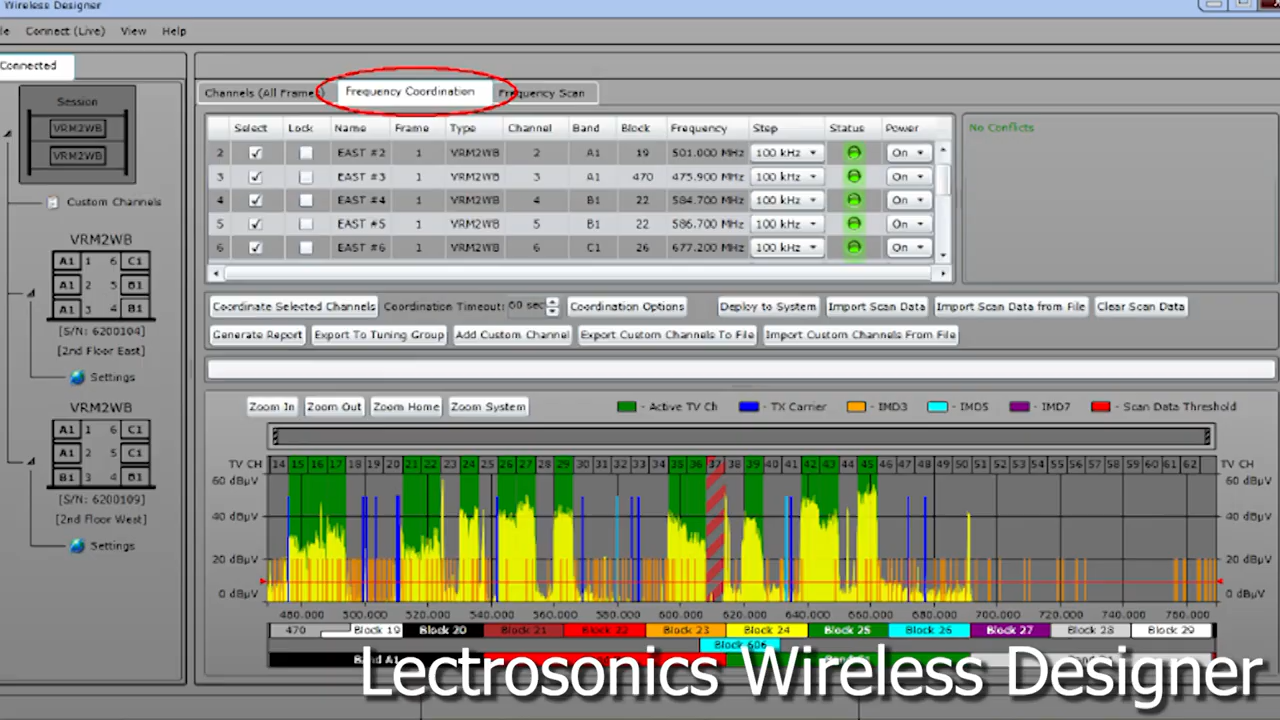 Wireless Designer
Connect (Live) View Help
Connected
Channels (All Frames) Frequency Coordination Frequency Scan
Session
VRM2WB
VRM2WB
Custom Channels
VRM2WB
A1 1 6 C1
A1 2 5 B1
A1 3 4 B1
[S/N: 6200104]
[2nd Floor East]
Settings
VRM2WB
A1 1 6 C1
A1 2 5 C1
B1 3 4 B1
[S/N: 6200109]
[2nd Floor West]
Settings
Select Lock Name Frame Type Channel Band Block Frequency Step Status Power
2 EAST #2 1 VRM2WB 2 A1 19 501.000 MHz 100 kHz On
3 EAST #3 1 VRM2WB 3 A1 470 475.900 MHz 100 kHz On
4 EAST #4 1 VRM2WB 4 B1 22 584.700 MHz 100 kHz On
5 EAST #5 1 VRM2WB 5 B1 22 586.700 MHz 100 kHz On
6 EAST #6 1 VRM2WB 6 C1 26 677.200 MHz 100 kHz On
No Conflicts
Coordinate Selected Channels Coordination Timeout: 60 sec Coordination Options Deploy to System Import Scan Data Import Scan Data from File Clear Scan Data
Generate Report Export To Tuning Group Add Custom Channel Export Custom Channels To File Import Custom Channels From File
Zoom In Zoom Out Zoom Home Zoom System - Active TV Ch - TX Carrier - IMD3 - IMD5 - IMD7 - Scan Data Threshold
TV CH 14 15 16 17 18 19 20 21 22 23 24 25 26 27 28 29 30 31 32 33 34 35 36 37 38 39 40 41 42 43 44 45 46 47 48 49 50 51 52 53 54 55 56 57 58 59 60 61 62 TV CH
60 dBµV 60 dBµV
40 dBµV 40 dBµV
20 dBµV 20 dBµV
0 dBµV 0 dBµV
480.000 500.000 520.000 540.000 560.000 580.000 600.000 620.000 640.000 660.000 680.000 700.000 720.000 740.000 760.000
470 Block 19 Block 20 Block 21 Block 22 Block 23 Block 24 Block 25 Block 26 Block 27 Block 28 Block 29
Block 606
Band A1
Lectrosonics Wireless Designer